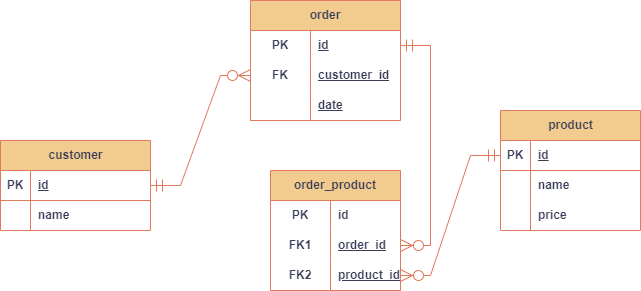 order
PK id
FK customer_id
date
customer
PK id
name
order_product
PK id
FK1 order_id
FK2 product_id
product
PK id
name
price